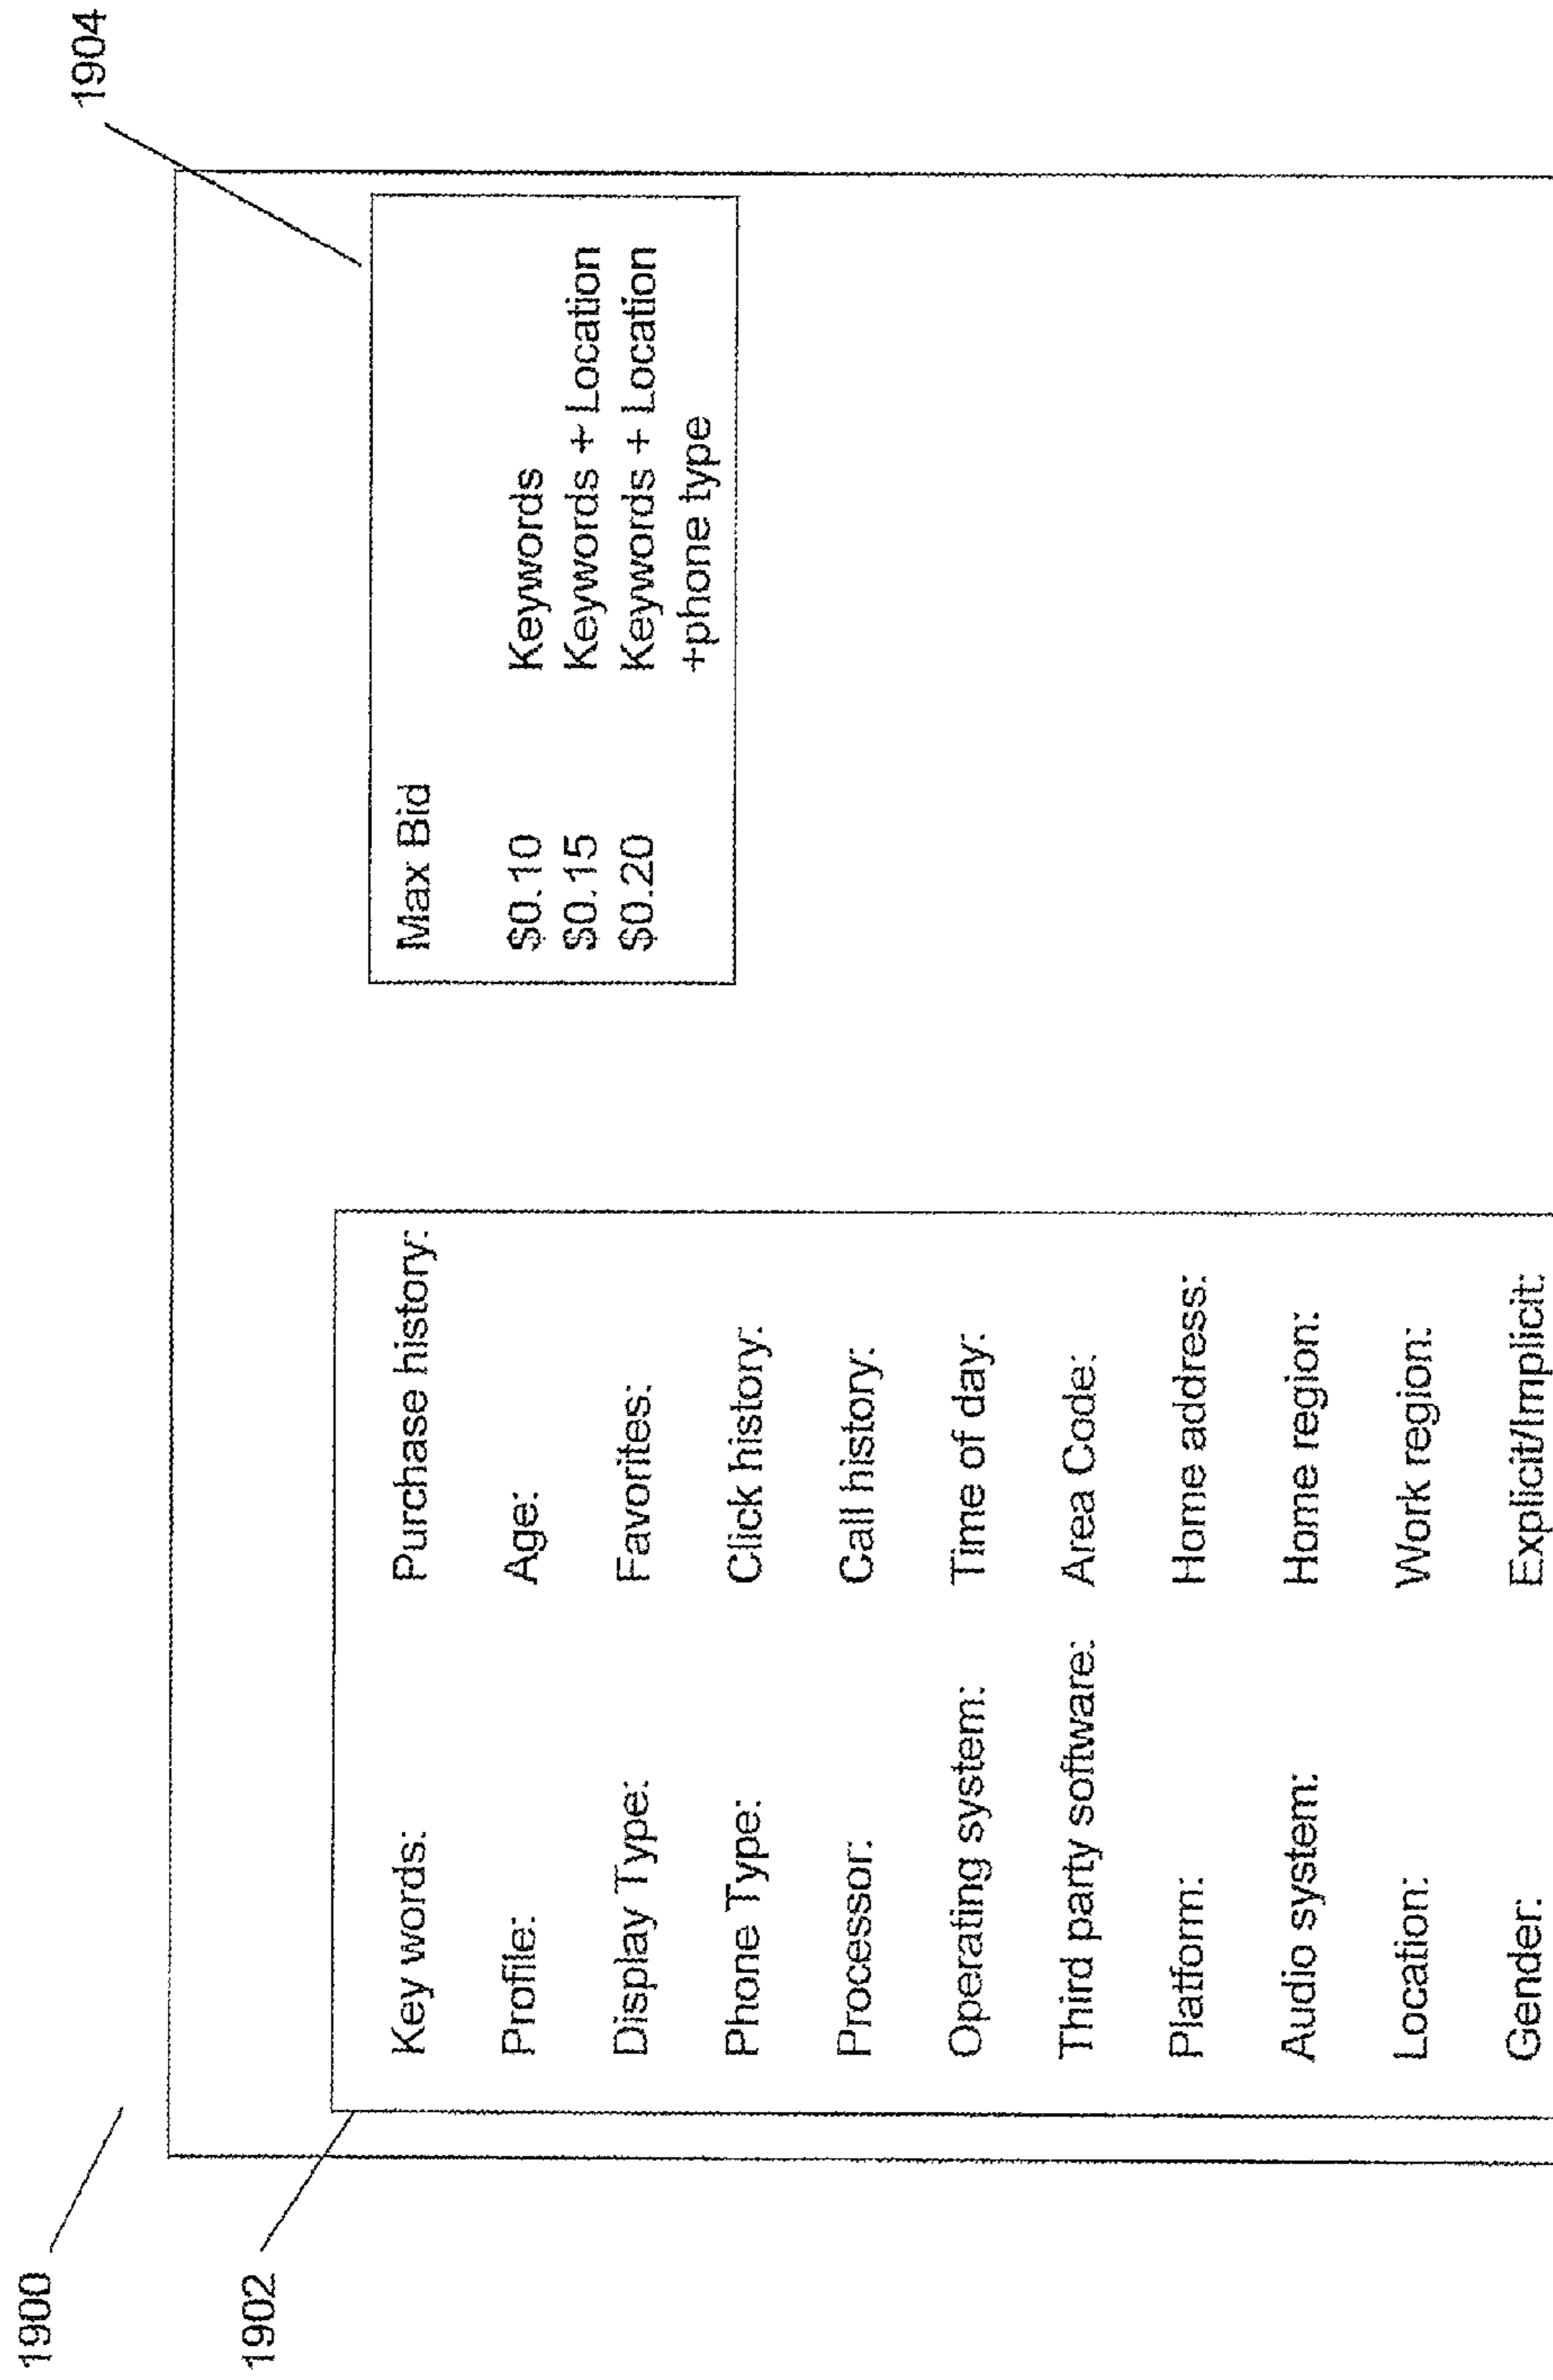 1900
1902
1904
Key words: Purchase history:
Profile: Age:
Display Type: Favorites:
Phone Type: Click history:
Processor: Call history:
Operating system: Time of day:
Third party software: Area Code:
Platform: Home address:
Audio system: Home region:
Location: Work region:
Gender: Explicit/Implicit:
Max Bid
$0.10 Keywords
$0.15 Keywords + Location
$0.20 Keywords + Location
+phone type